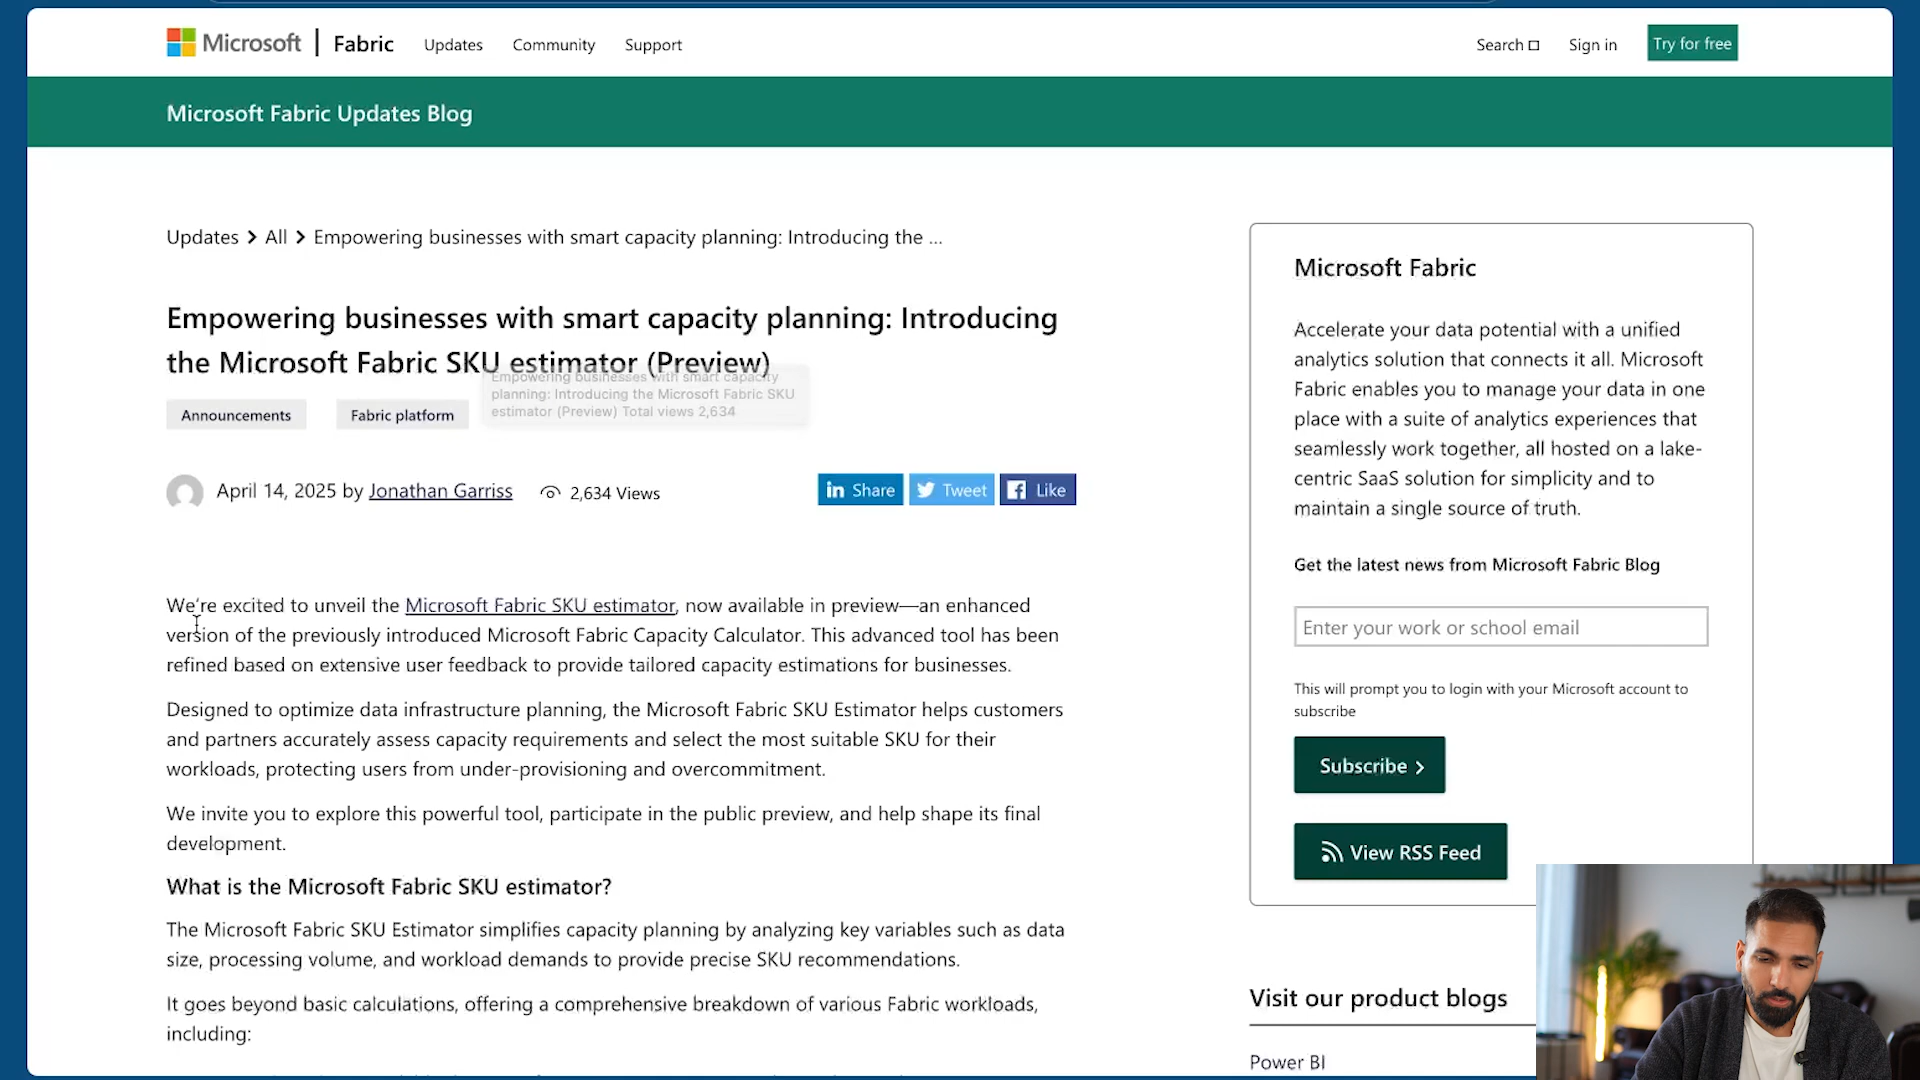 Microsoft | Fabric Updates Community Support Search Sign in Try for free
Microsoft Fabric Updates Blog
Updates > All > Empowering businesses with smart capacity planning: Introducing the ...
Empowering businesses with smart capacity planning: Introducing
the Microsoft Fabric SKU estimator (Preview)
Empowering businesses with smart capacity
planning: Introducing the Microsoft Fabric SKU
estimator (Preview) Total views 2,634
Announcements Fabric platform
April 14, 2025 by Jonathan Garriss 2,634 Views
in Share Tweet Like
We're excited to unveil the Microsoft Fabric SKU estimator, now available in preview—an enhanced
version of the previously introduced Microsoft Fabric Capacity Calculator. This advanced tool has been
refined based on extensive user feedback to provide tailored capacity estimations for businesses.
Designed to optimize data infrastructure planning, the Microsoft Fabric SKU Estimator helps customers
and partners accurately assess capacity requirements and select the most suitable SKU for their
workloads, protecting users from under-provisioning and overcommitment.
We invite you to explore this powerful tool, participate in the public preview, and help shape its final
development.
What is the Microsoft Fabric SKU estimator?
The Microsoft Fabric SKU Estimator simplifies capacity planning by analyzing key variables such as data
size, processing volume, and workload demands to provide precise SKU recommendations.
It goes beyond basic calculations, offering a comprehensive breakdown of various Fabric workloads,
including:
Microsoft Fabric
Accelerate your data potential with a unified
analytics solution that connects it all. Microsoft
Fabric enables you to manage your data in one
place with a suite of analytics experiences that
seamlessly work together, all hosted on a lake-
centric SaaS solution for simplicity and to
maintain a single source of truth.
Get the latest news from Microsoft Fabric Blog
Enter your work or school email
This will prompt you to login with your Microsoft account to
subscribe
Subscribe >
View RSS Feed
Visit our product blogs
Power BI